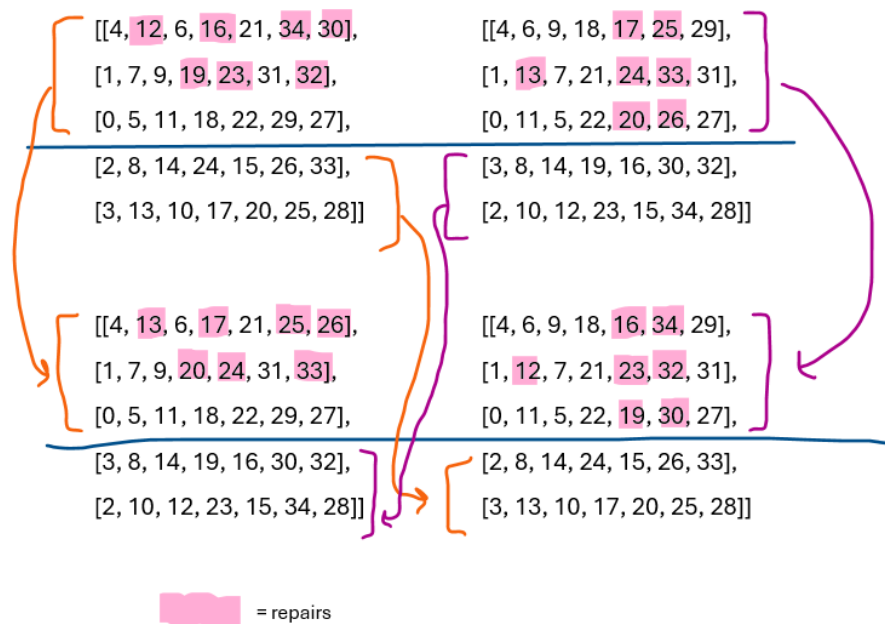 [[4, 12, 6, 16, 21, 34, 30],
[1, 7, 9, 19, 23, 31, 32],
[0, 5, 11, 18, 22, 29, 27],
[2, 8, 14, 24, 15, 26, 33],
[3, 13, 10, 17, 20, 25, 28]]
[[4, 6, 9, 18, 17, 25, 29],
[1, 13, 7, 21, 24, 33, 31],
[0, 11, 5, 22, 20, 26, 27],
[3, 8, 14, 19, 16, 30, 32],
[2, 10, 12, 23, 15, 34, 28]]
[[4, 13, 6, 17, 21, 25, 26],
[1, 7, 9, 20, 24, 31, 33],
[0, 5, 11, 18, 22, 29, 27],
[3, 8, 14, 19, 16, 30, 32],
[2, 10, 12, 23, 15, 34, 28]]
[[4, 6, 9, 18, 16, 34, 29],
[1, 12, 7, 21, 23, 32, 31],
[0, 11, 5, 22, 19, 30, 27],
[2, 8, 14, 24, 15, 26, 33],
[3, 13, 10, 17, 20, 25, 28]]
= repairs